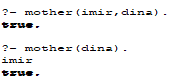 ?- mother(imir,dina).
true.
?- mother(dina).
imir
true.